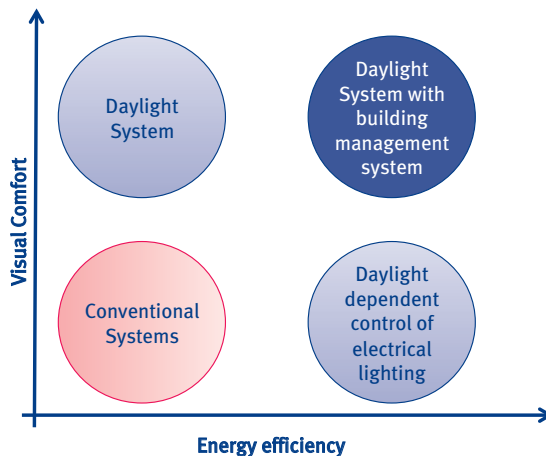 Daylight
System
Daylight
System with
building
management
system
Visual Comfort
Conventional
Systems
Daylight
dependent
control of
electrical
lighting
Energy efficiency